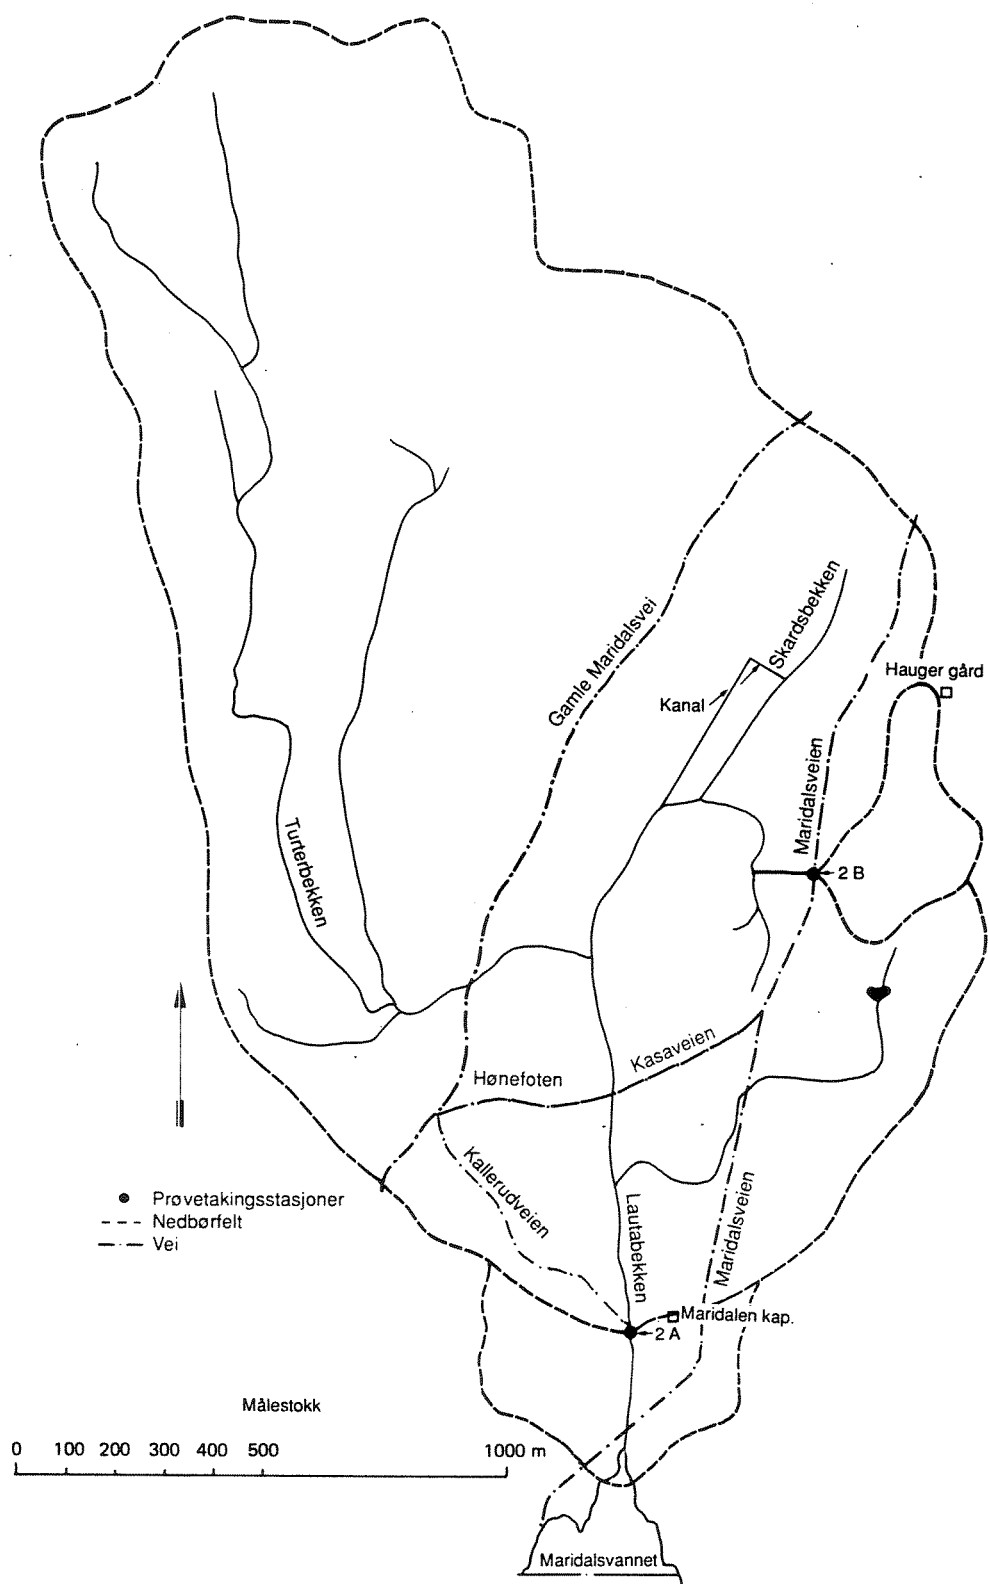 Gamle Maridalsvei
Skardsbekken
Hauger gård
Kanal
Maridalsveien
2 B
Turterbekken
Kasaveien
Hønefoten
Kallerudveien
Lautabekken
Maridalsveien
Prøvetakingsstasjoner
Nedbørfelt
Vei
Maridalen kap.
2 A
Målestokk
0 100 200 300 400 500 1000 m
Maridalsvannet